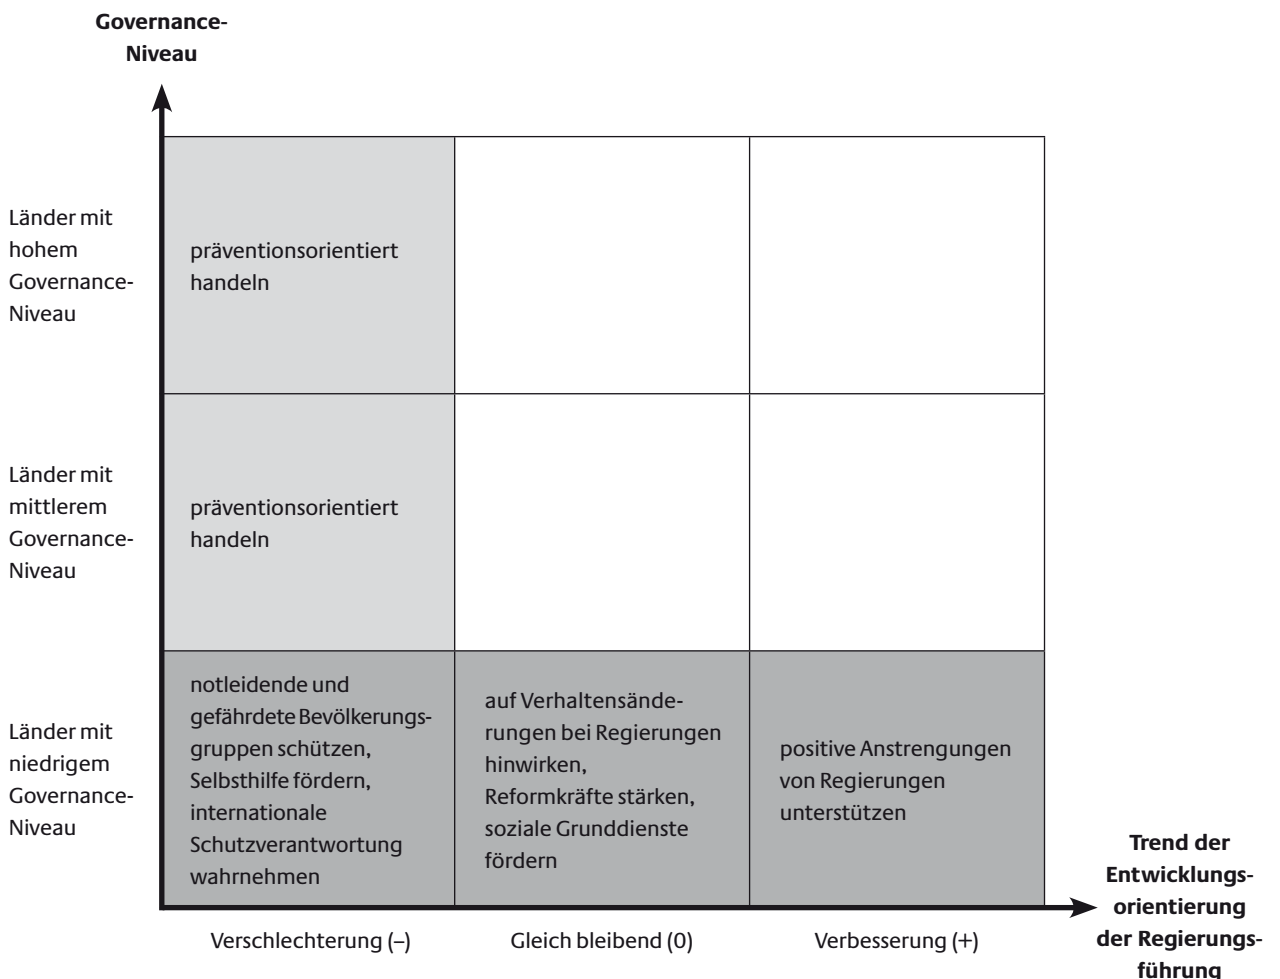 Governance-
Niveau
Länder mit
hohem
Governance-
Niveau
präventionsorientiert
handeln
Länder mit
mittlerem
Governance-
Niveau
präventionsorientiert
handeln
Länder mit
niedrigem
Governance-
Niveau
notleidende und
gefährdete Bevölkerungs-
gruppen schützen,
Selbsthilfe fördern,
internationale
Schutzverantwortung
wahrnehmen
auf Verhaltensände-
rungen bei Regierungen
hinwirken,
Reformkräfte stärken,
soziale Grunddienste
fördern
positive Anstrengungen
von Regierungen
unterstützen
Verschlechterung (–)
Gleich bleibend (0)
Verbesserung (+)
Trend der
Entwicklungs-
orientierung
der Regierungs-
führung